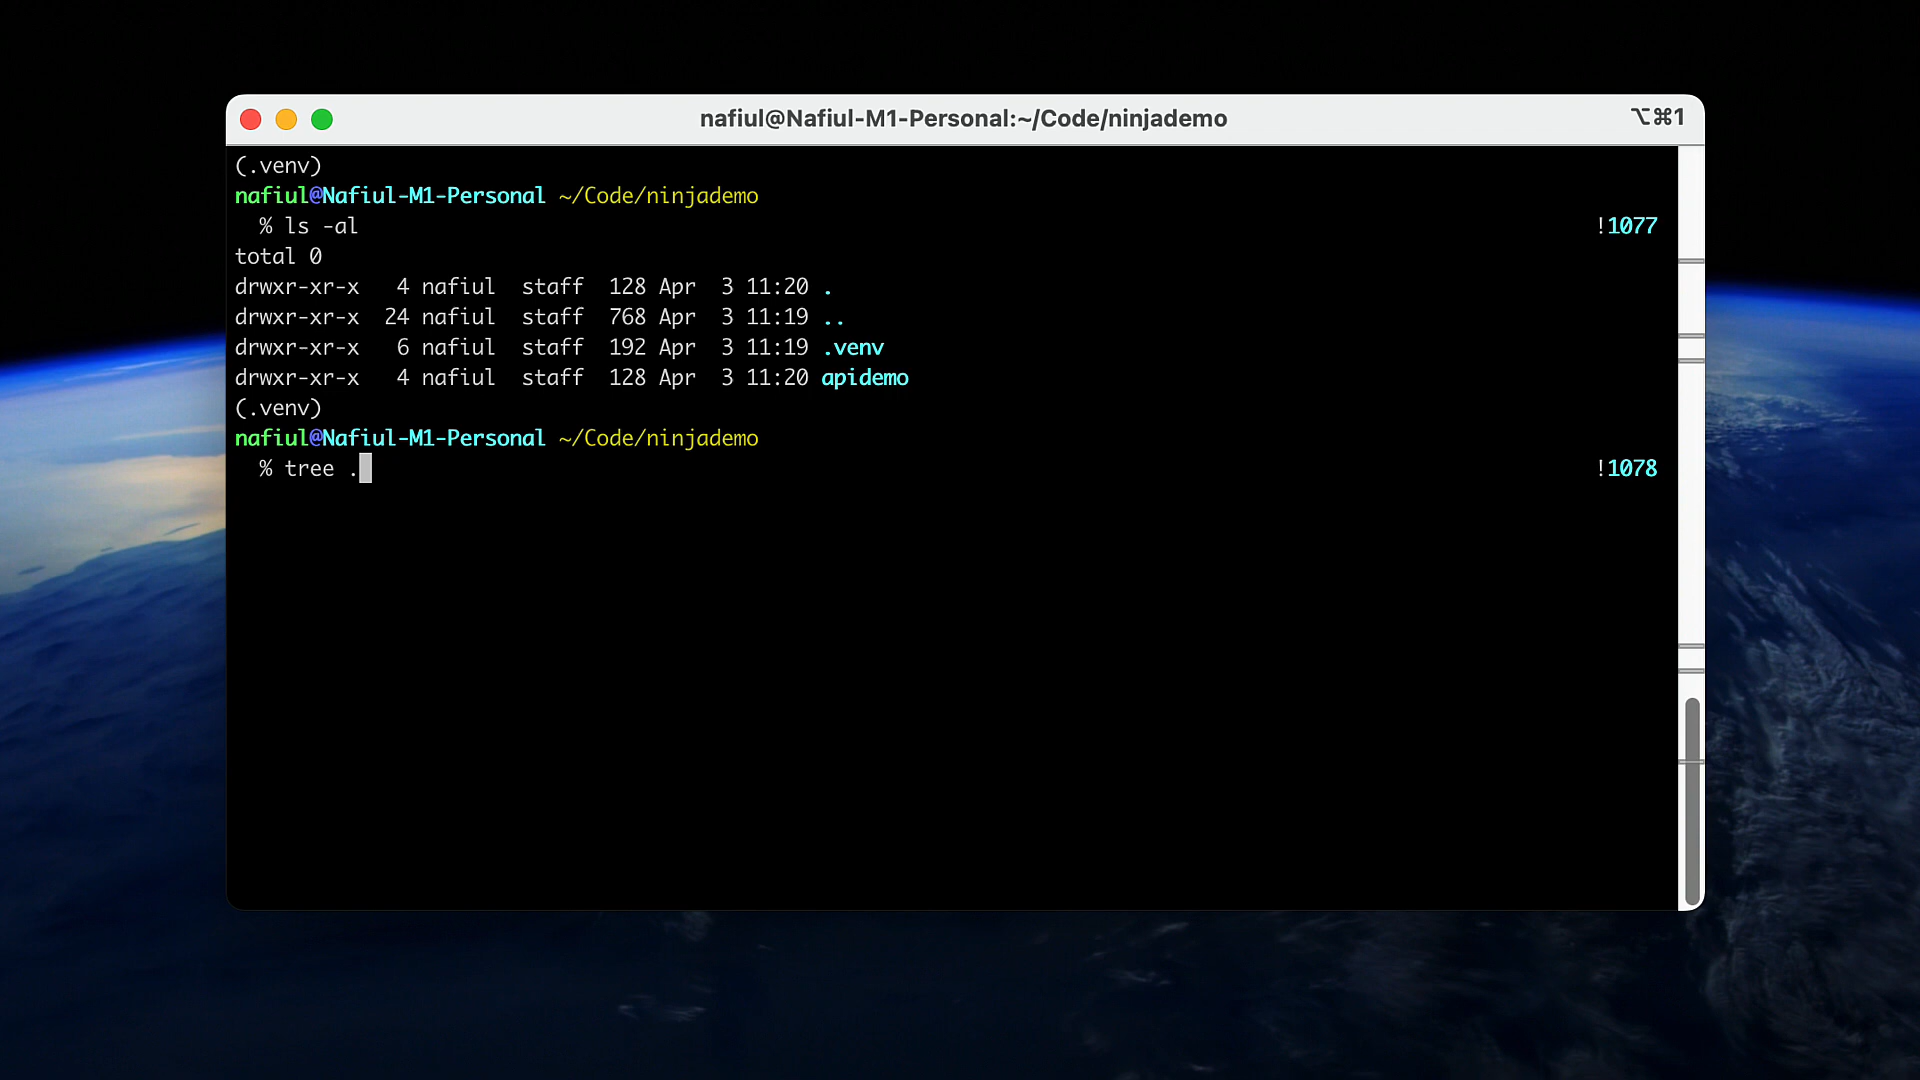 nafiul@Nafiul-M1-Personal:~/Code/ninjademo ⌥⌘1
(.venv)
nafiul@Nafiul-M1-Personal ~/Code/ninjademo
% ls -al !1077
total 0
drwxr-xr-x   4 nafiul  staff  128 Apr  3 11:20 .
drwxr-xr-x  24 nafiul  staff  768 Apr  3 11:19 ..
drwxr-xr-x   6 nafiul  staff  192 Apr  3 11:19 .venv
drwxr-xr-x   4 nafiul  staff  128 Apr  3 11:20 apidemo
(.venv)
nafiul@Nafiul-M1-Personal ~/Code/ninjademo
% tree . !1078